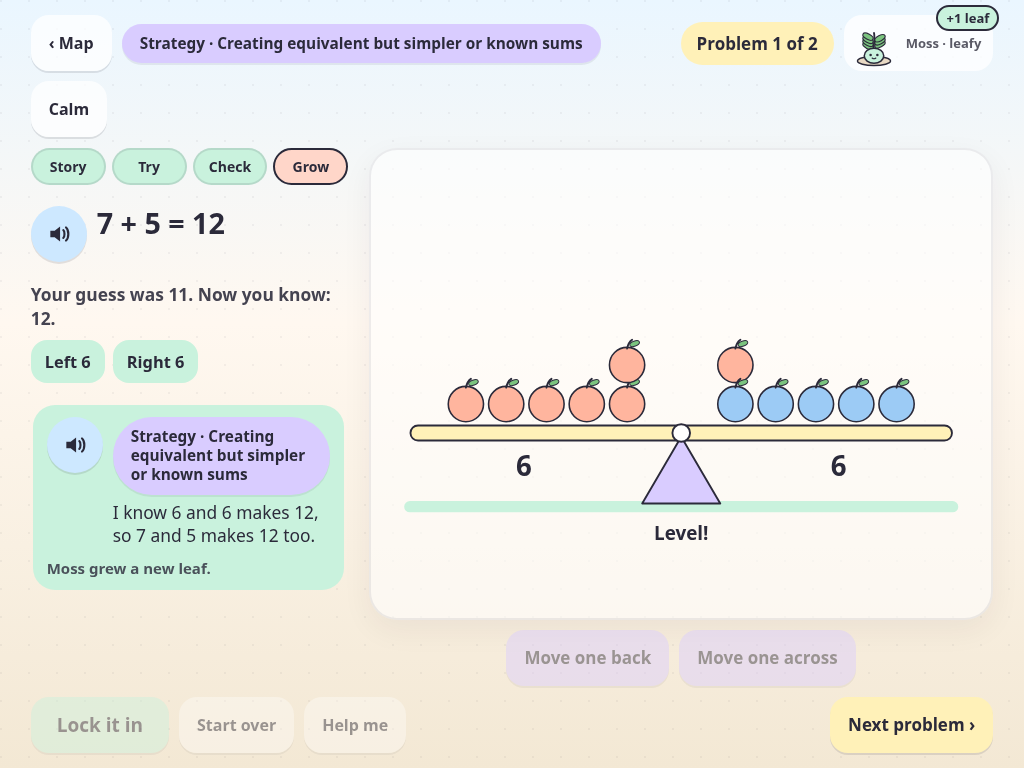 ‹ Map
Strategy · Creating equivalent but simpler or known sums
Problem 1 of 2
+1 leaf
Moss · leafy
Calm
Story
Try
Check
Grow
7 + 5 = 12
Your guess was 11. Now you know:
12.
Left 6
Right 6
Strategy · Creating
equivalent but simpler
or known sums
I know 6 and 6 makes 12,
so 7 and 5 makes 12 too.
Moss grew a new leaf.
6
6
Level!
Move one back
Move one across
Lock it in
Start over
Help me
Next problem ›